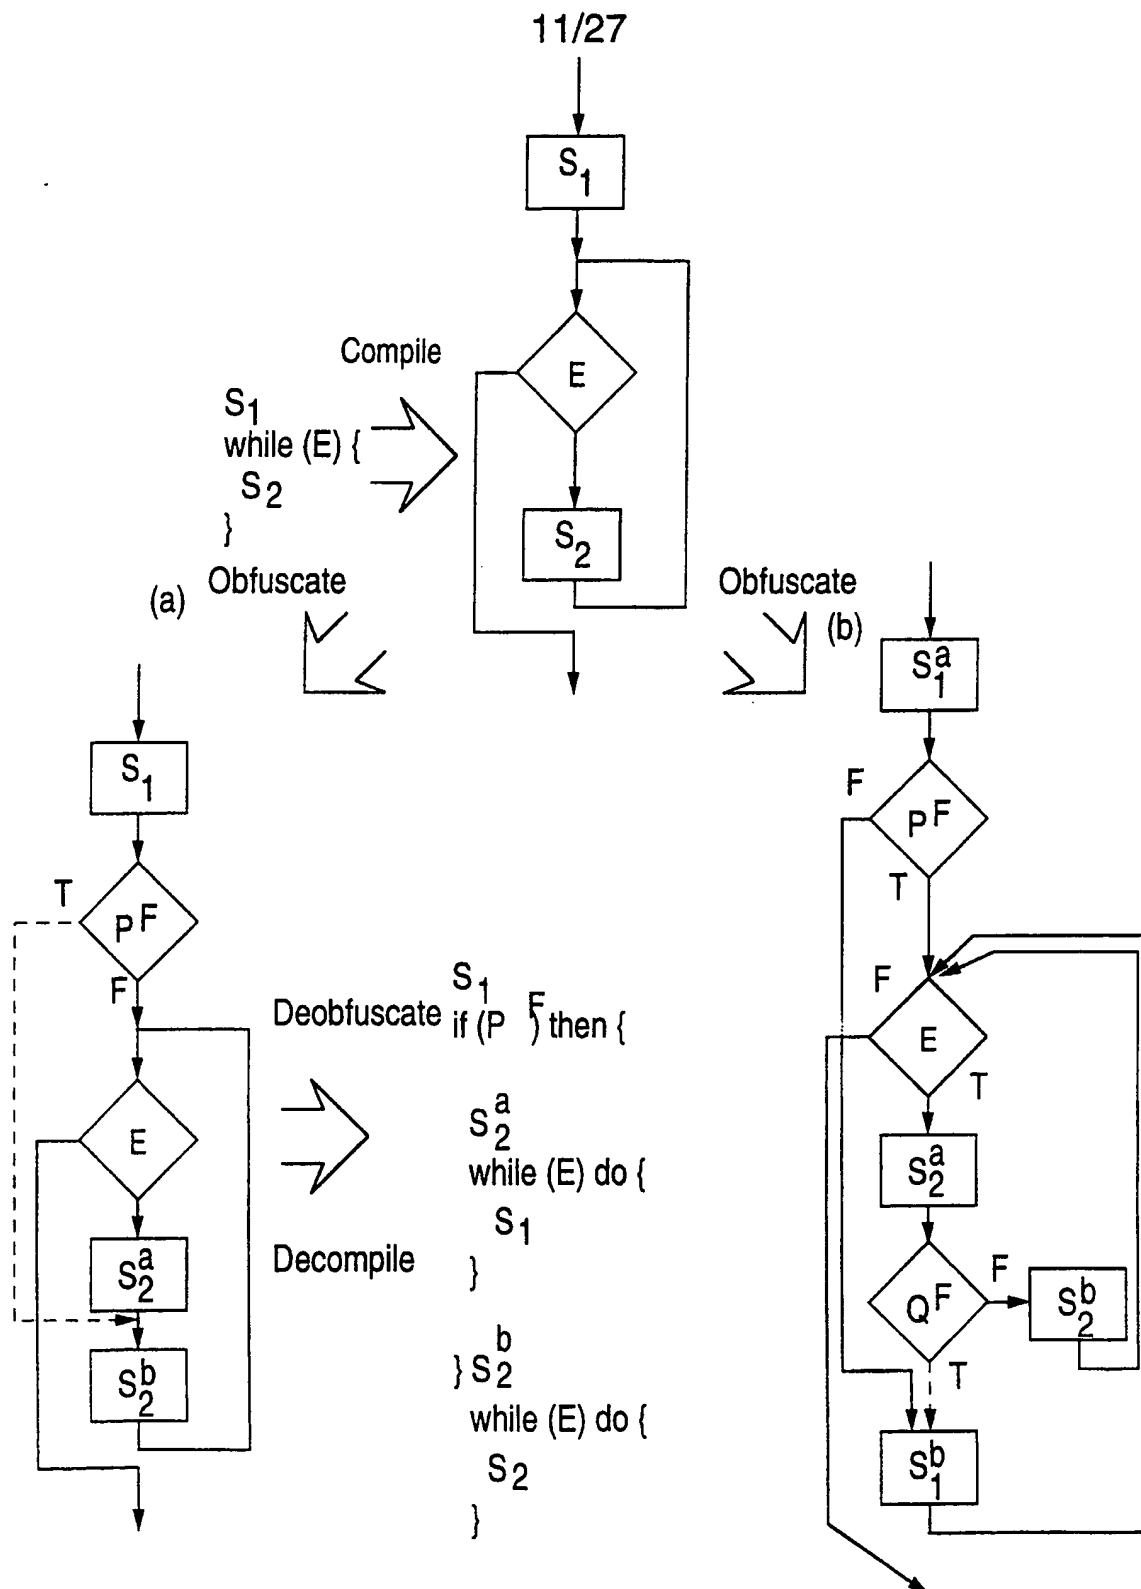 11/27
S1
E
S2
Compile
S1
while (E) {
S2
}
(a)
Obfuscate
Obfuscate
(b)
S1
T
PF
F
E
S2a
S2b
Deobfuscate
Decompile
S1
if (PF) then {
S2a
while (E) do {
S1
}
} S2b
while (E) do {
S2
}
S1a
F
PF
T
F
E
T
S2a
QF
F
S2b
T
S1b